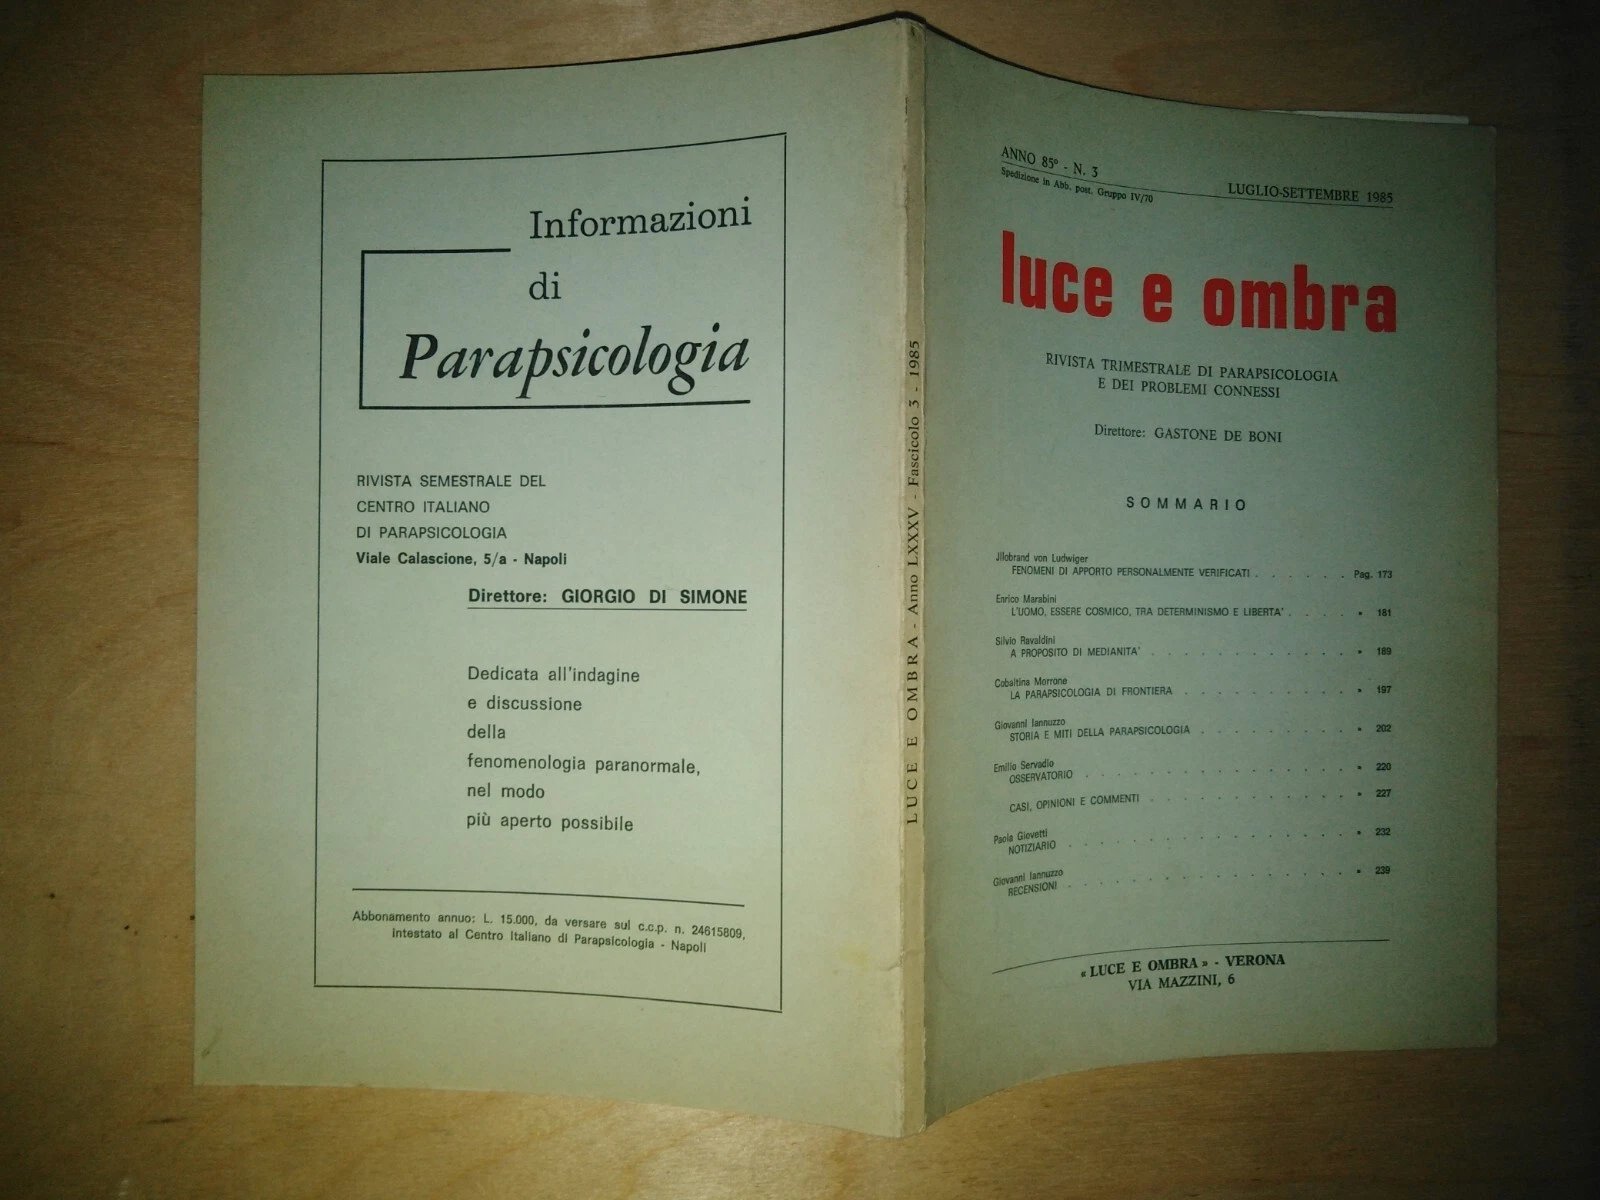 Informazioni
di
Parapsicologia
RIVISTA SEMESTRALE DEL
CENTRO ITALIANO
DI PARAPSICOLOGIA
Viale Calascione, 5/a - Napoli
Direttore: GIORGIO DI SIMONE
Dedicata all'indagine
e discussione
della
fenomenologia paranormale,
nel modo
più aperto possibile
Abbonamento annuo: L. 15.000, da versare sul c.c.p. n. 24615809,
intestato al Centro Italiano di Parapsicologia - Napoli
LUCE E OMBRA - Anno LXXXV - Fascicolo 3 - 1985
ANNO 85° - N. 3
Spedizione in Abb. post. Gruppo IV/70
LUGLIO-SETTEMBRE 1985
luce e ombra
RIVISTA TRIMESTRALE DI PARAPSICOLOGIA
E DEI PROBLEMI CONNESSI
Direttore: GASTONE DE BONI
SOMMARIO
Jllobrand von Ludwiger
FENOMENI DI APPORTO PERSONALMENTE VERIFICATI . . . . . . Pag. 173
Enrico Marabini
L'UOMO, ESSERE COSMICO, TRA DETERMINISMO E LIBERTA' . . . . » 181
Silvio Ravaldini
A PROPOSITO DI MEDIANITA' . . . . . . . . . . . . » 189
Cobaltina Morrone
LA PARAPSICOLOGIA DI FRONTIERA . . . . . . . . . . » 197
Giovanni Iannuzzo
STORIA E MITI DELLA PARAPSICOLOGIA . . . . . . . . . » 202
Emilio Servadio
OSSERVATORIO . . . . . . . . . . . . . . . » 220
CASI, OPINIONI E COMMENTI . . . . . . . . . . . . » 227
Paola Giovetti
NOTIZIARIO . . . . . . . . . . . . . . . . » 232
Giovanni Iannuzzo
RECENSIONI . . . . . . . . . . . . . . . . » 239
« LUCE E OMBRA » - VERONA
VIA MAZZINI, 6